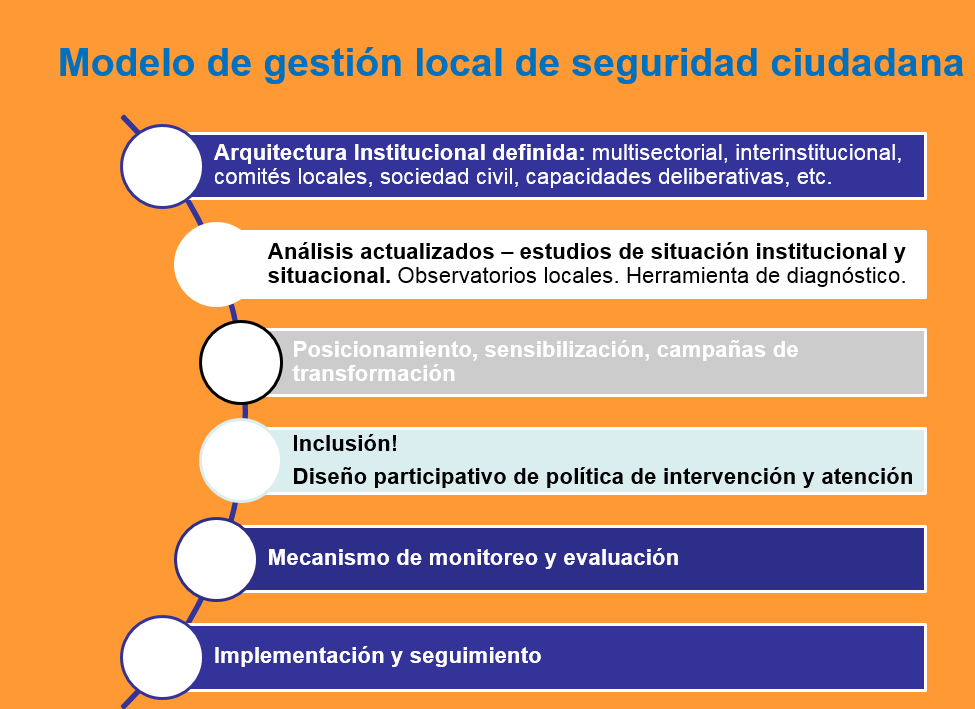 Modelo de gestión local de seguridad ciudadana
Arquitectura Institucional definida: multisectorial, interinstitucional,
comités locales, sociedad civil, capacidades deliberativas, etc.
Análisis actualizados – estudios de situación institucional y
situacional. Observatorios locales. Herramienta de diagnóstico.
Posicionamiento, sensibilización, campañas de
transformación
Inclusión!
Diseño participativo de política de intervención y atención
Mecanismo de monitoreo y evaluación
Implementación y seguimiento